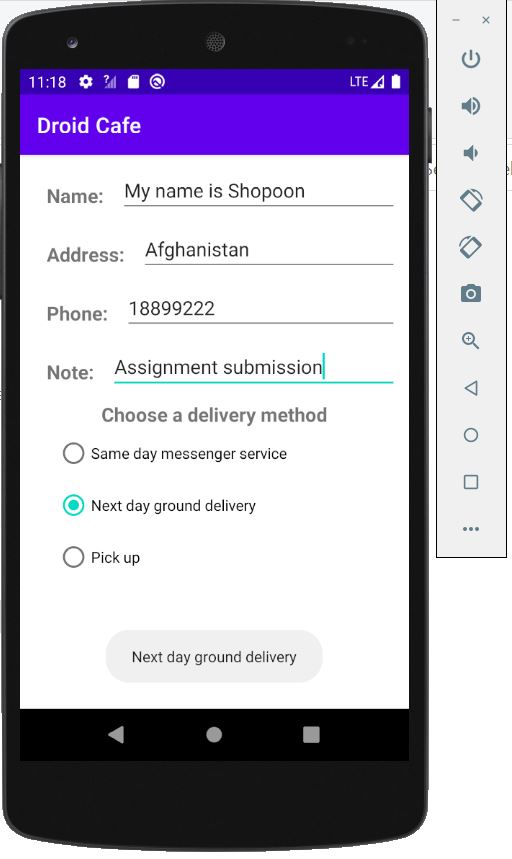 11:18 LTE
Droid Cafe
Name: My name is Shopoon
Address: Afghanistan
Phone: 18899222
Note: Assignment submission
Choose a delivery method
Same day messenger service
Next day ground delivery
Pick up
Next day ground delivery